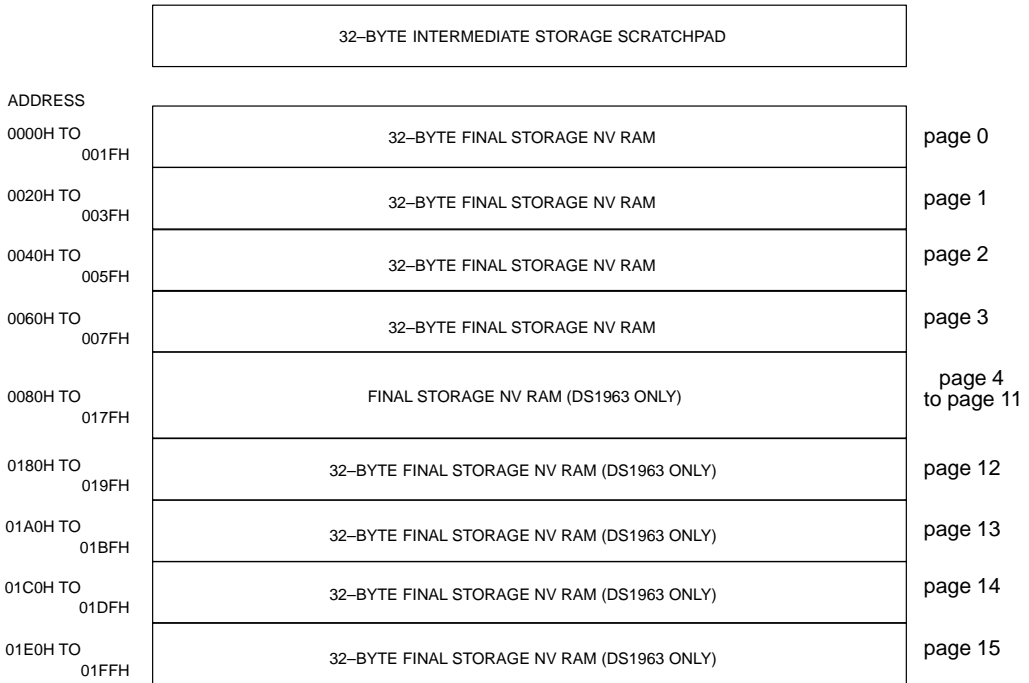 32–BYTE INTERMEDIATE STORAGE SCRATCHPAD
ADDRESS
0000H TO
001FH
32–BYTE FINAL STORAGE NV RAM
page 0
0020H TO
003FH
32–BYTE FINAL STORAGE NV RAM
page 1
0040H TO
005FH
32–BYTE FINAL STORAGE NV RAM
page 2
0060H TO
007FH
32–BYTE FINAL STORAGE NV RAM
page 3
0080H TO
017FH
FINAL STORAGE NV RAM (DS1963 ONLY)
page 4
to page 11
0180H TO
019FH
32–BYTE FINAL STORAGE NV RAM (DS1963 ONLY)
page 12
01A0H TO
01BFH
32–BYTE FINAL STORAGE NV RAM (DS1963 ONLY)
page 13
01C0H TO
01DFH
32–BYTE FINAL STORAGE NV RAM (DS1963 ONLY)
page 14
01E0H TO
01FFH
32–BYTE FINAL STORAGE NV RAM (DS1963 ONLY)
page 15